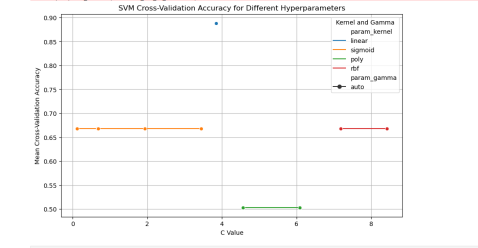 SVM Cross-Validation Accuracy for Different Hyperparameters
0.90
0.85
0.80
0.75
0.70
0.65
0.60
0.55
0.50
Mean Cross-Validation Accuracy
Kernel and Gamma
param_kernel
linear
sigmoid
poly
rbf
param_gamma
auto
0
2
4
6
8
C Value